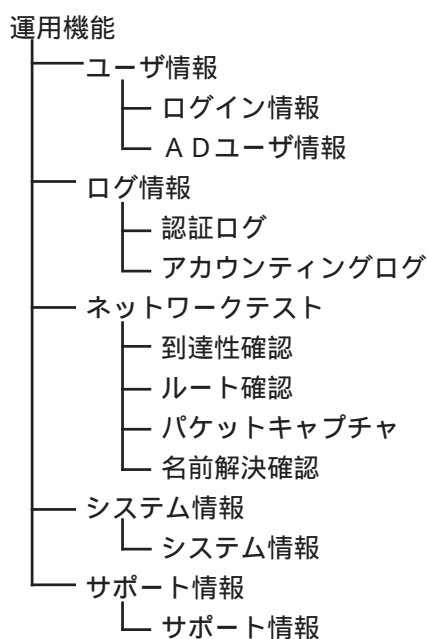 運用機能
ユーザ情報
ログイン情報
ＡＤユーザ情報
ログ情報
認証ログ
アカウンティングログ
ネットワークテスト
到達性確認
ルート確認
パケットキャプチャ
名前解決確認
システム情報
システム情報
サポート情報
サポート情報